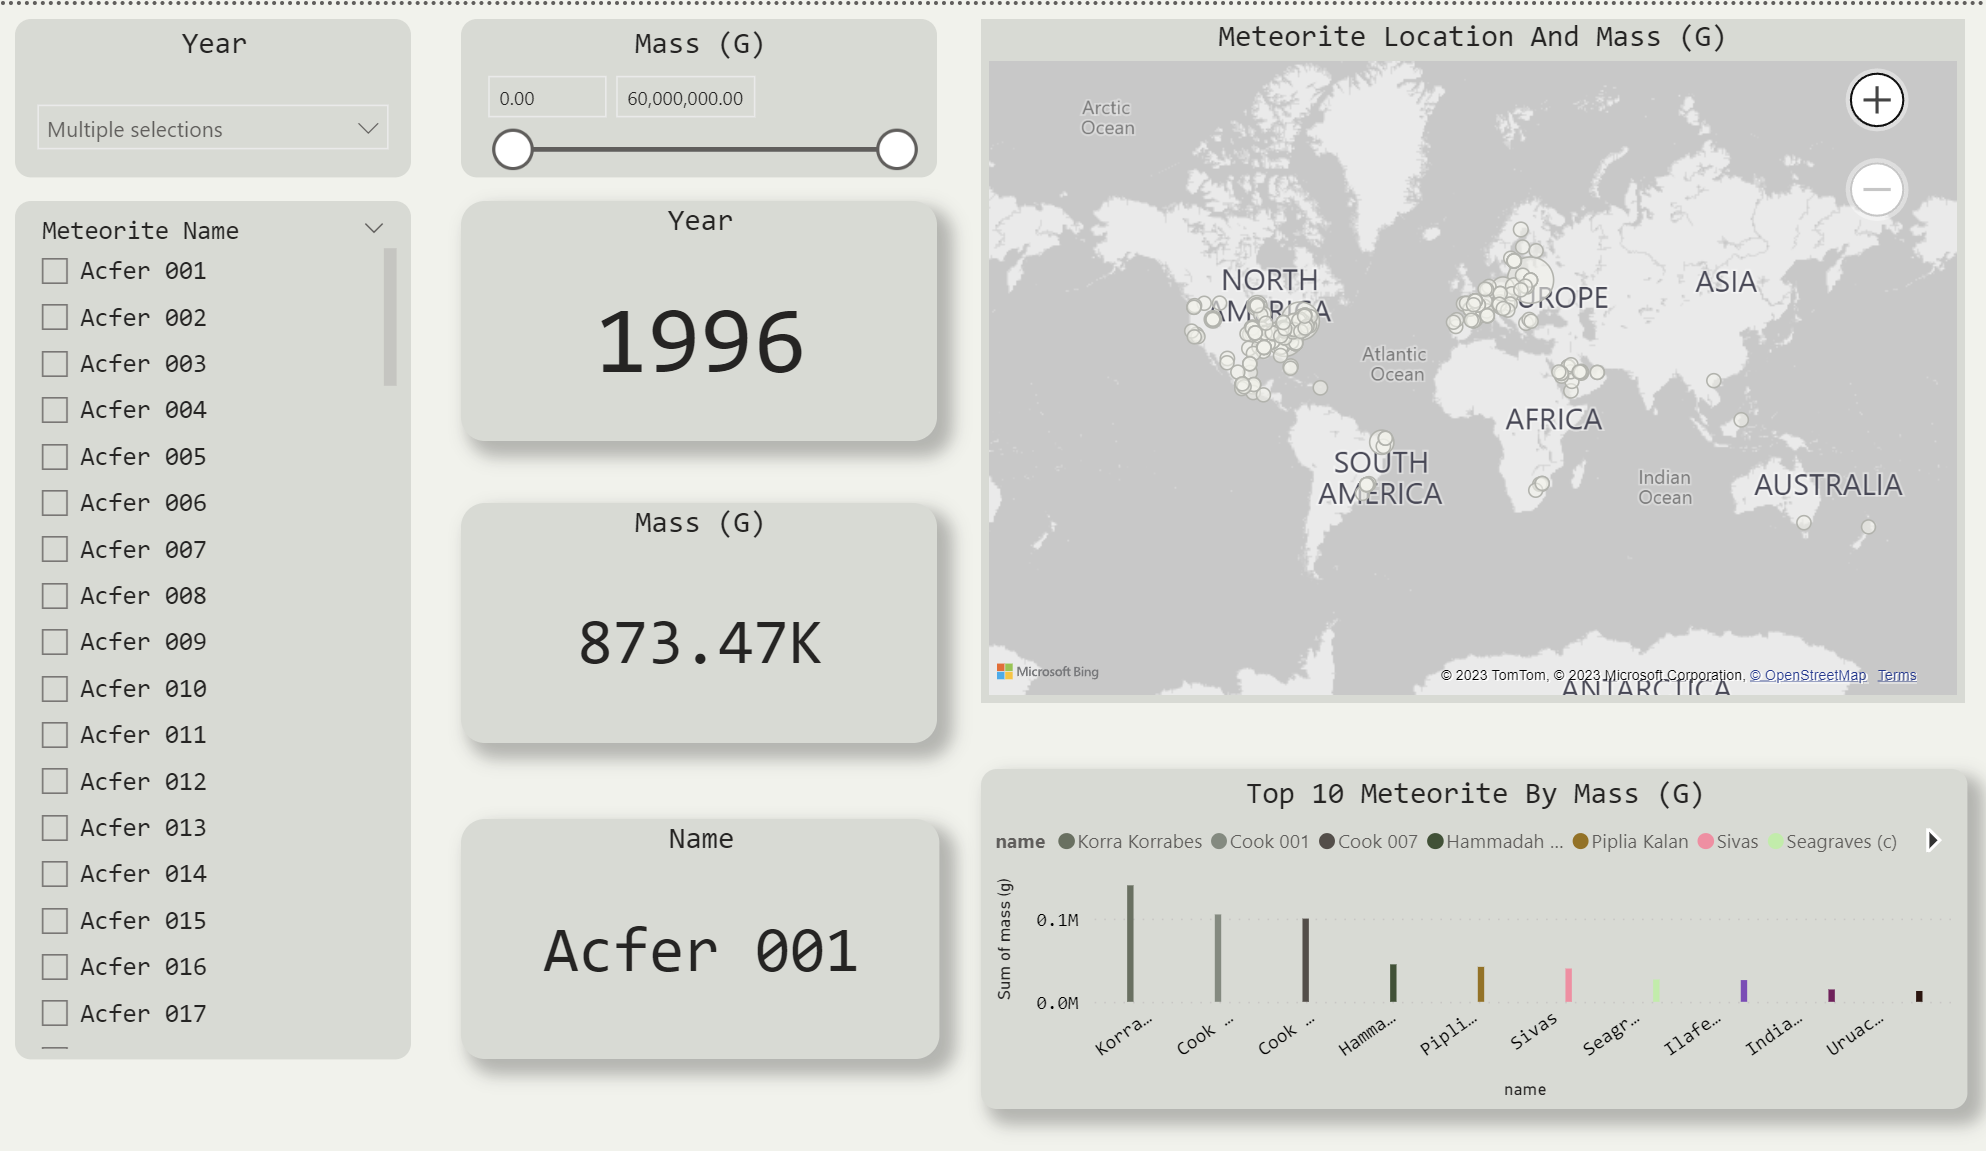 Year
Multiple selections
Meteorite Name
Acfer 001
Acfer 002
Acfer 003
Acfer 004
Acfer 005
Acfer 006
Acfer 007
Acfer 008
Acfer 009
Acfer 010
Acfer 011
Acfer 012
Acfer 013
Acfer 014
Acfer 015
Acfer 016
Acfer 017
Mass (G)
0.00 60,000,000.00
Year
1996
Mass (G)
873.47K
Name
Acfer 001
Meteorite Location And Mass (G)
Arctic
Ocean
NORTH
AMERICA
EUROPE
ASIA
Atlantic
Ocean
AFRICA
SOUTH
AMERICA
Indian
Ocean
AUSTRALIA
ANTARCTICA
Microsoft Bing
© 2023 TomTom, © 2023 Microsoft Corporation, © OpenStreetMap Terms
Top 10 Meteorite By Mass (G)
name Korra Korrabes Cook 001 Cook 007 Hammadah ... Piplia Kalan Sivas Seagraves (c)
Sum of mass (g)
0.1M
0.0M
Korra...
Cook ...
Cook ...
Hamma...
Pipli...
Sivas
Seagr...
Ilafe...
India...
Uruac...
name